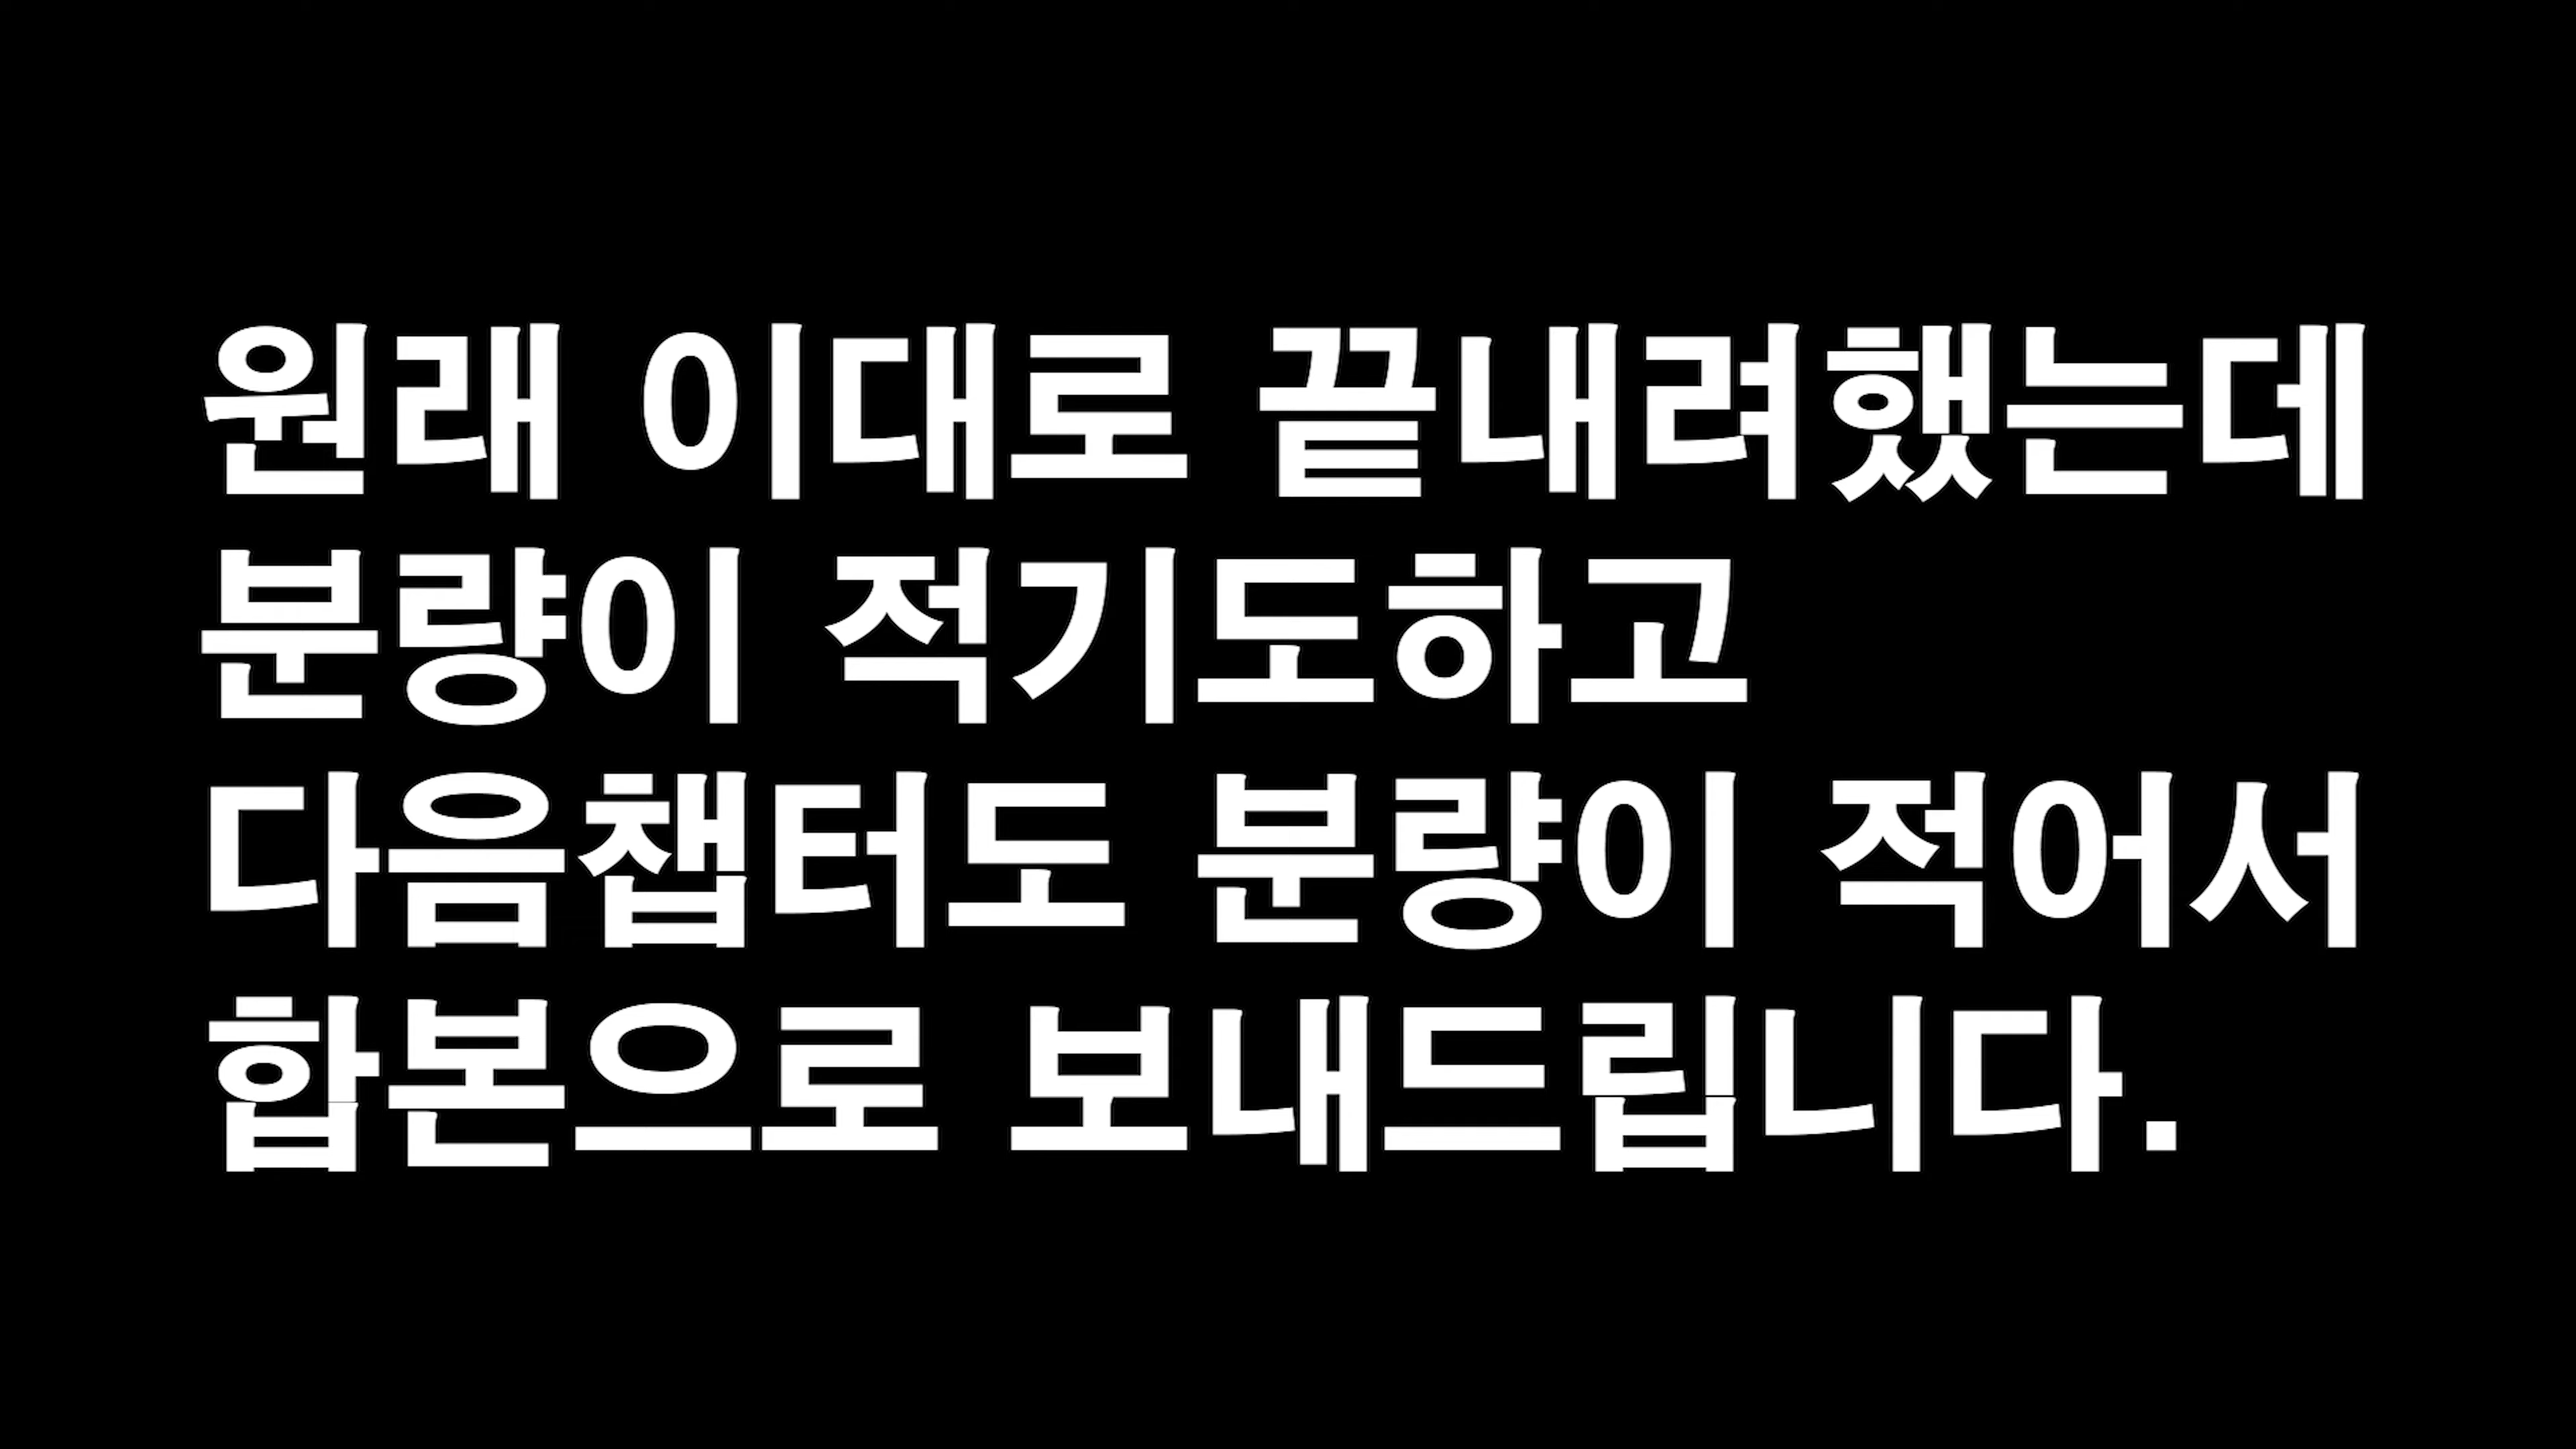 원래 이대로 끝내려했는데
분량이 적기도하고
다음챕터도 분량이 적어서
합본으로 보내드립니다.